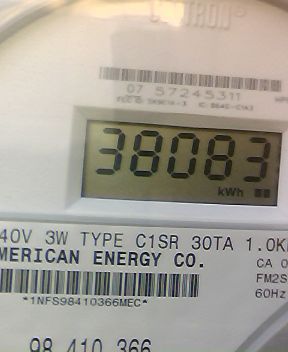 CENTRON®
07 57245311
38083
kWh
40V 3W TYPE C1SR 30TA 1.0K
MERICAN ENERGY CO.
CA 0
FM2S
60Hz
*1NFS98410366MEC*
98 410 366